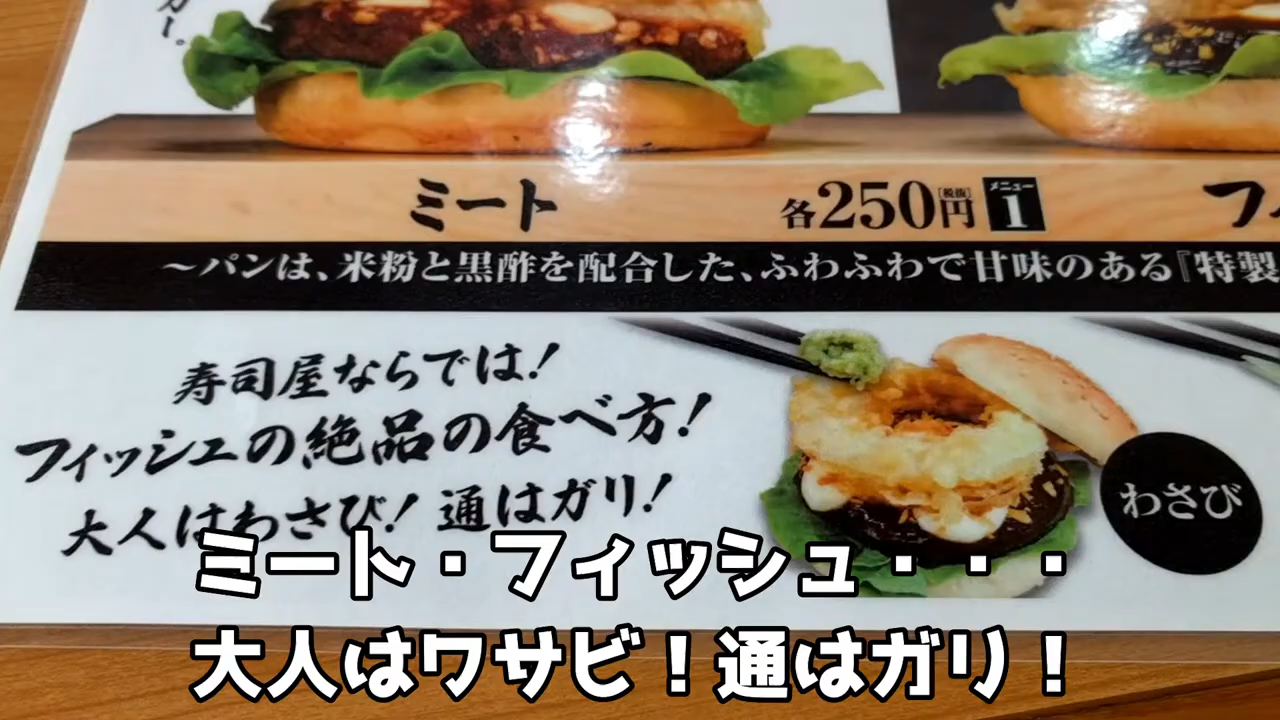 ミート
各250円 [税抜] メニュー1
～パンは、米粉と黒酢を配合した、ふわふわで甘味のある『特製
寿司屋ならでは!
フィッシュの絶品の食べ方!
大人はわさび! 通はガリ!
わさび
ミート・フィッシュ・・・
大人はワサビ！通はガリ！